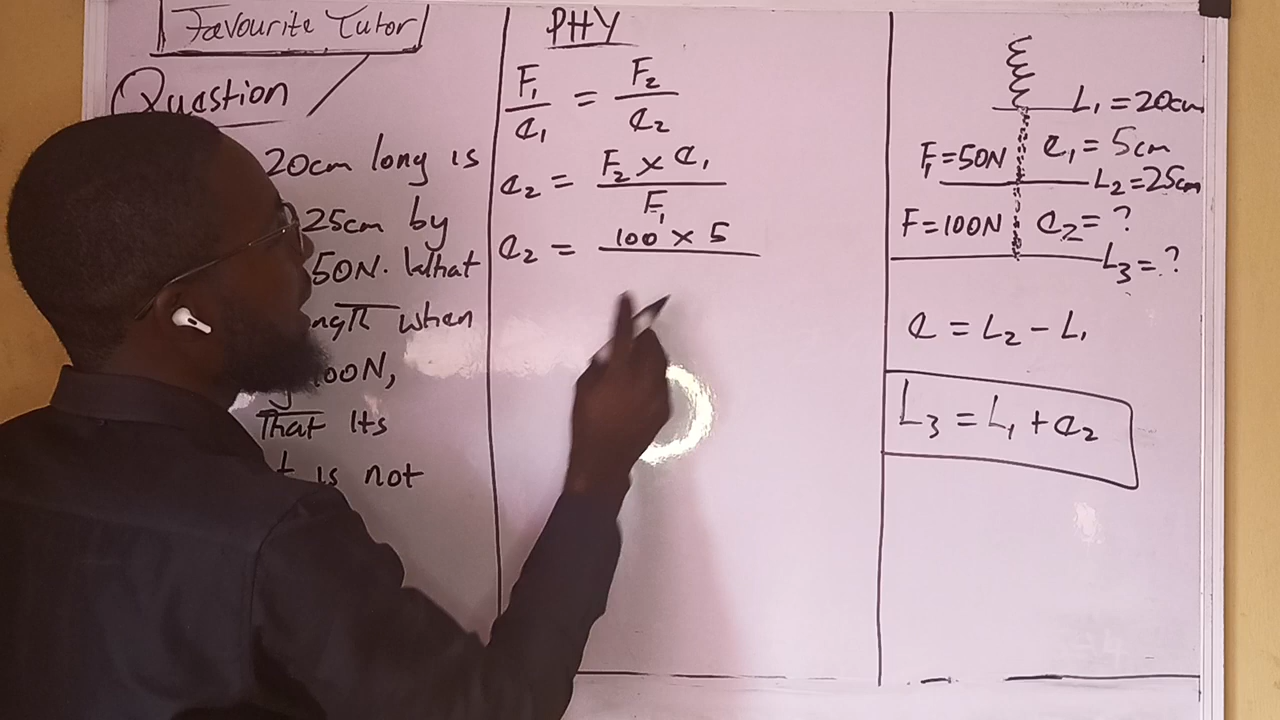 Favourite Tutor
Question
20cm long is
25cm by
50N. What
when
100N,
That Its
is not
PHY
F₁/e₁ = F₂/e₂
e₂ = F₂ x e₁/F₁
e₂ = 100 x 5
L₁ = 20cm
F₁=50N e₁ = 5cm
L₂=25cm
F=100N e₂ = ?
L₃ = ?
e = L₂ - L₁
L₃ = L₁ + e₂